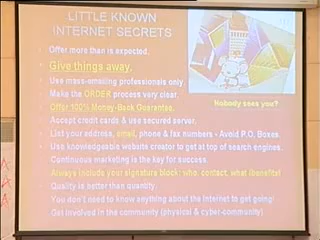 LITTLE KNOWN
INTERNET SECRETS
Offer more than is expected.
Give things away.
Use mass-emailing professionals only.
Make the ORDER process very clear.
Offer 100% Money-Back Guarantee.
Nobody sees you?
Accept credit cards & use secured server.
List your address, email, phone & fax numbers - Avoid P.O. Boxes.
Use knowledgeable website creator to get at top of search engines.
Continuous marketing is the key for success.
Always include your signature block: who, contact, what (benefits)
Quality is better than quantity.
You don't need to know anything about the Internet to get going!
Get involved in the community (physical & cyber-community)